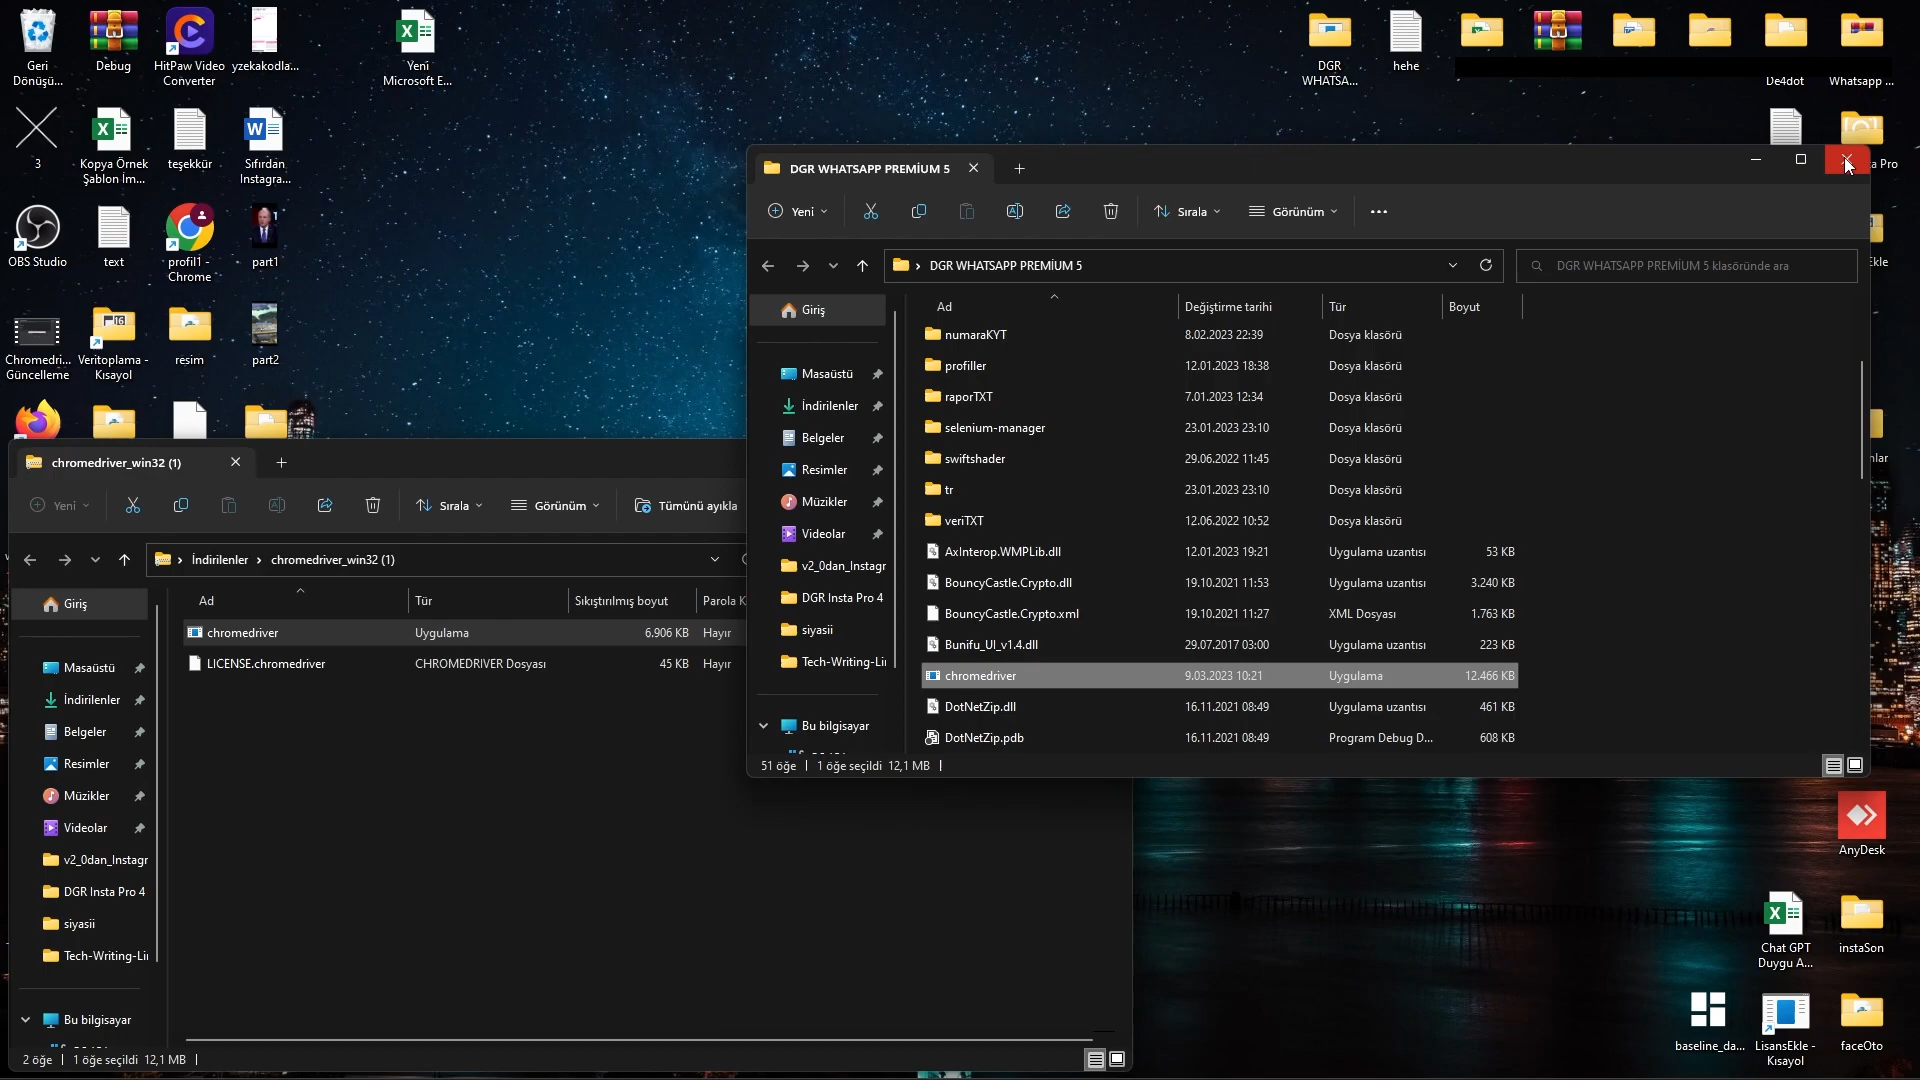 Geri
Dönüşü...
Debug
HitPaw Video
Converter
yzekakodla...
Yeni
Microsoft E...
DGR
WHATSA...
hehe
De4dot
Whatsapp ...
3
Kopya Örnek
Şablon İm...
teşekkür
Sıfırdan
Instagra...
a Pro
OBS Studio
text
profil1 -
Chrome
part1
Ekle
Chromedri...
Güncelleme
Veritoplama -
Kısayol
resim
part2
nlar
DGR WHATSAPP PREMİUM 5
Yeni
Sırala
Görünüm
DGR WHATSAPP PREMİUM 5
DGR WHATSAPP PREMİUM 5 klasöründe ara
Giriş
Masaüstü
İndirilenler
Belgeler
Resimler
Müzikler
Videolar
v2_0dan_Instagr
DGR Insta Pro 4
siyasii
Tech-Writing-Lii
Bu bilgisayar
Ad Değiştirme tarihi Tür Boyut
numaraKYT 8.02.2023 22:39 Dosya klasörü
profiller 12.01.2023 18:38 Dosya klasörü
raporTXT 7.01.2023 12:34 Dosya klasörü
selenium-manager 23.01.2023 23:10 Dosya klasörü
swiftshader 29.06.2022 11:45 Dosya klasörü
tr 23.01.2023 23:10 Dosya klasörü
veriTXT 12.06.2022 10:52 Dosya klasörü
AxInterop.WMPLib.dll 12.01.2023 19:21 Uygulama uzantısı 53 KB
BouncyCastle.Crypto.dll 19.10.2021 11:53 Uygulama uzantısı 3.240 KB
BouncyCastle.Crypto.xml 19.10.2021 11:27 XML Dosyası 1.763 KB
Bunifu_UI_v1.4.dll 29.07.2017 03:00 Uygulama uzantısı 223 KB
chromedriver 9.03.2023 10:21 Uygulama 12.466 KB
DotNetZip.dll 16.11.2021 08:49 Uygulama uzantısı 461 KB
DotNetZip.pdb 16.11.2021 08:49 Program Debug D... 608 KB
51 öğe 1 öğe seçildi 12,1 MB
chromedriver_win32 (1)
Yeni
Sırala
Görünüm
Tümünü ayıkla
İndirilenler
chromedriver_win32 (1)
Giriş
Masaüstü
İndirilenler
Belgeler
Resimler
Müzikler
Videolar
v2_0dan_Instagr
DGR Insta Pro 4
siyasii
Tech-Writing-Lii
Bu bilgisayar
Ad Tür Sıkıştırılmış boyut Parola K
chromedriver Uygulama 6.906 KB Hayır
LICENSE.chromedriver CHROMEDRIVER Dosyası 45 KB Hayır
2 öğe 1 öğe seçildi 12,1 MB
AnyDesk
Chat GPT
Duygu A...
instaSon
baseline_da...
LisansEkle -
Kısayol
faceOto